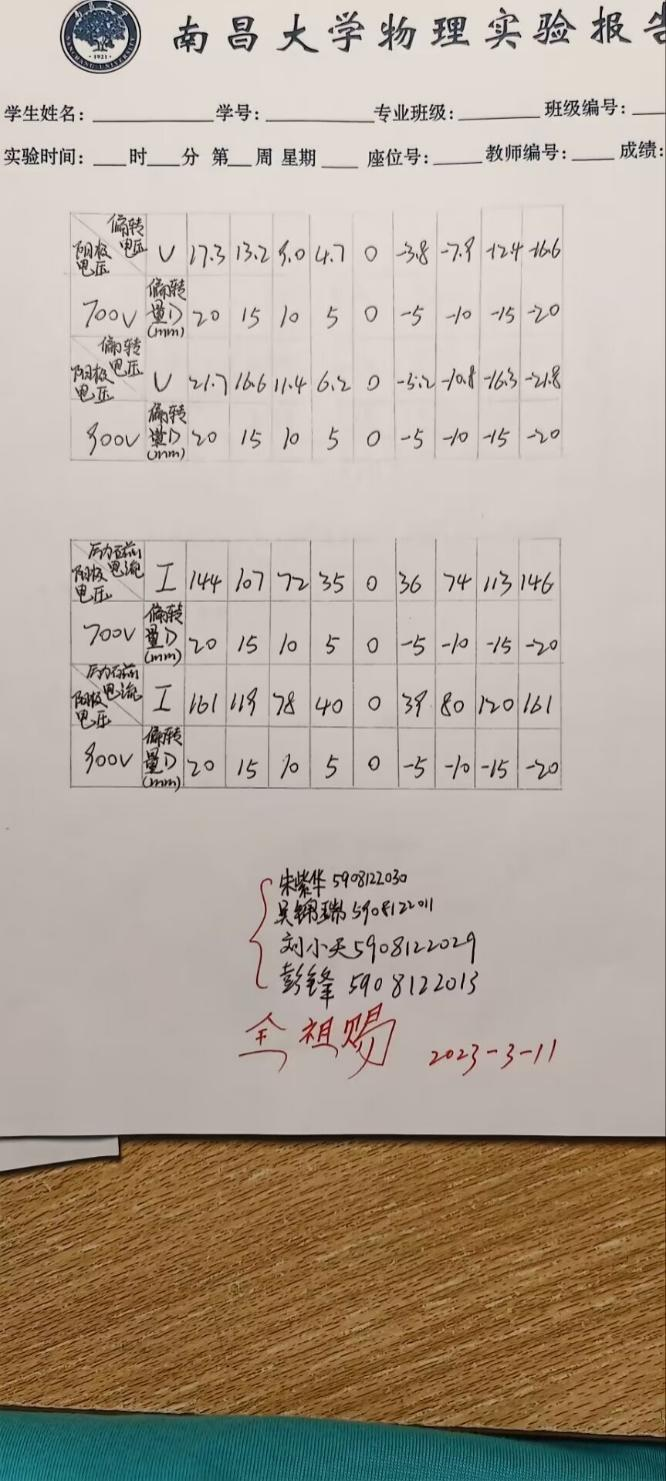 南昌大学物理实验报告
学生姓名： 学号： 专业班级： 班级编号：
实验时间： 时 分 第 周 星期 座位号： 教师编号： 成绩：
偏转电压 阳极电压 U 17.3 13.2 9.0 4.7 0 -3.8 -7.9 -12.4 -16.6
700V 偏转量D(mm) 20 15 10 5 0 -5 -10 -15 -20
偏转电压 阳极电压 U 21.7 16.6 11.4 6.2 0 -5.2 -10.8 -16.3 -21.8
900V 偏转量D(mm) 20 15 10 5 0 -5 -10 -15 -20
励磁电流 阳极电压 I 144 107 72 35 0 36 74 113 146
700V 偏转量D(mm) 20 15 10 5 0 -5 -10 -15 -20
励磁电流 阳极电压 I 161 119 78 40 0 39 80 120 161
900V 偏转量D(mm) 20 15 10 5 0 -5 -10 -15 -20
朱紫华 5908122030
吴锦瑞 5908122011
刘小天 5908122029
彭锋 5908122013
全祖赐 2023-3-11